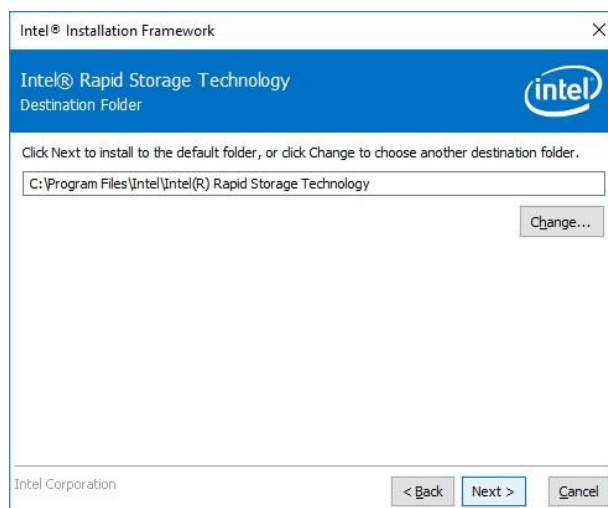 Intel® Installation Framework
Intel® Rapid Storage Technology
Destination Folder
intel
Click Next to install to the default folder, or click Change to choose another destination folder.
C:\Program Files\Intel\Intel(R) Rapid Storage Technology
Change...
Intel Corporation
< Back
Next >
Cancel